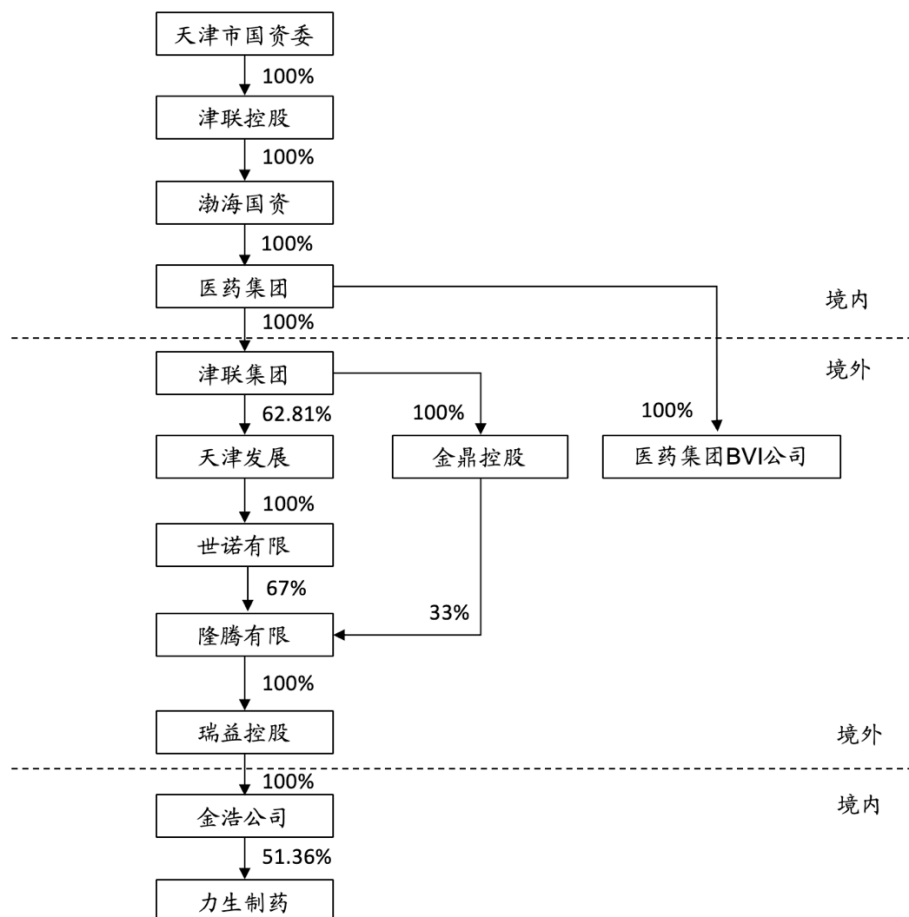 天津市国资委
100%
津联控股
100%
渤海国资
100%
医药集团
境内
100%
津联集团
境外
62.81%
100%
100%
天津发展
金鼎控股
医药集团BVI公司
100%
世诺有限
67%
33%
隆腾有限
100%
瑞益控股
境外
100%
境内
金浩公司
51.36%
力生制药